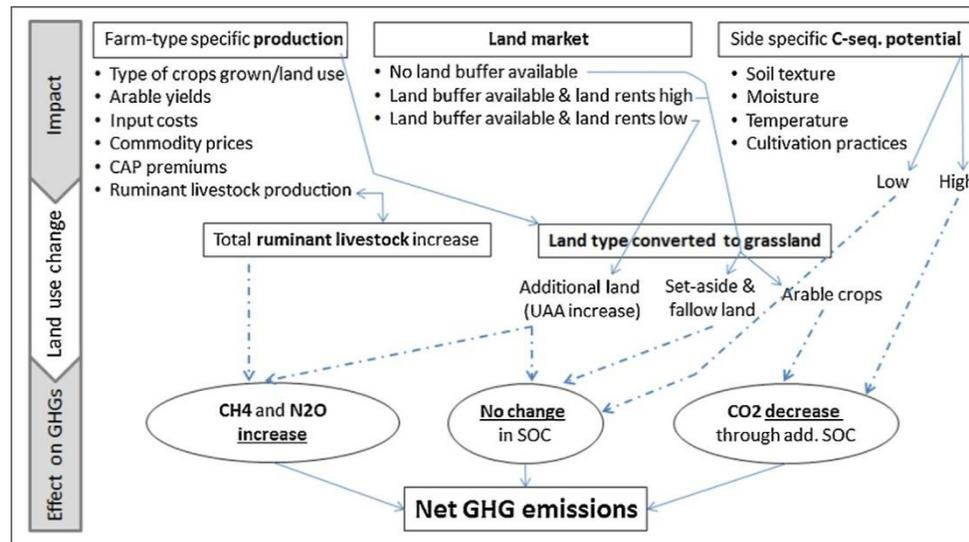 Impact
Land use change
Effect on GHGs
Farm-type specific production
• Type of crops grown/land use
• Arable yields
• Input costs
• Commodity prices
• CAP premiums
• Ruminant livestock production
Land market
• No land buffer available
• Land buffer available & land rents high
• Land buffer available & land rents low
Side specific C-seq. potential
• Soil texture
• Moisture
• Temperature
• Cultivation practices
Low
High
Total ruminant livestock increase
Land type converted to grassland
Additional land
(UAA increase)
Set-aside &
fallow land
Arable crops
CH4 and N2O
increase
No change
in SOC
CO2 decrease
through add. SOC
Net GHG emissions